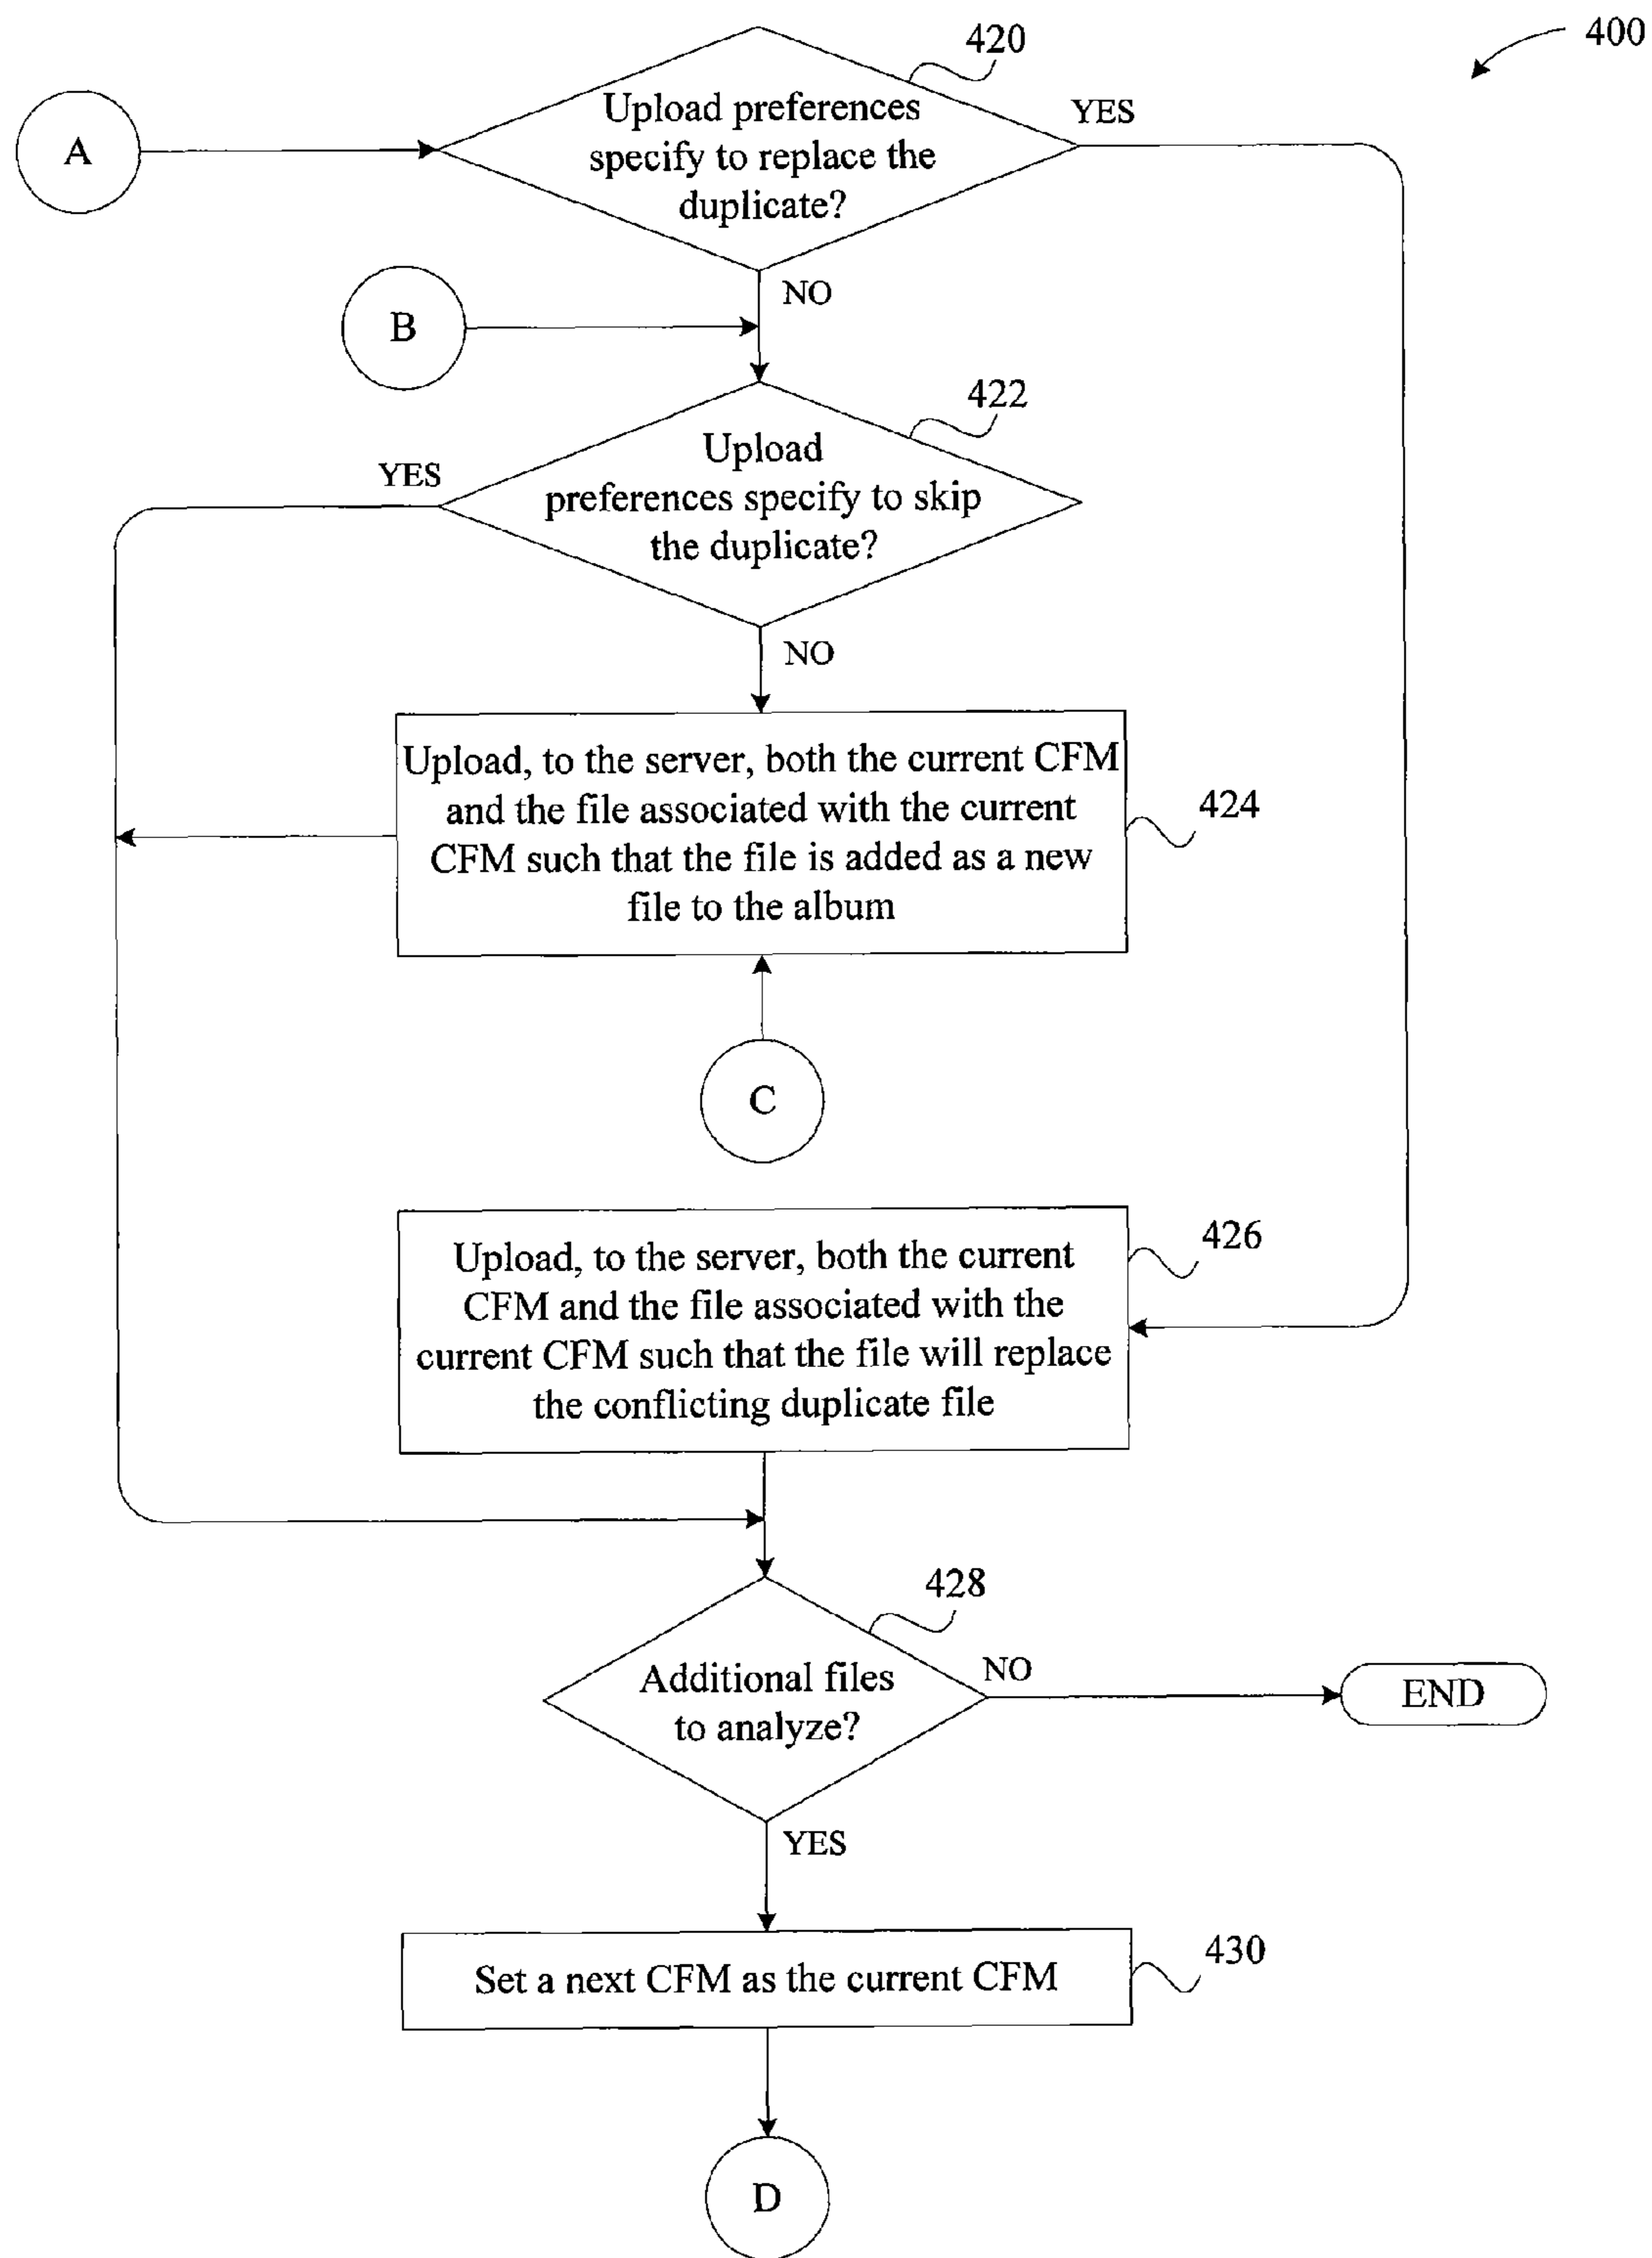 420
400
A
Upload preferences
specify to replace the
duplicate?
YES
NO
B
422
YES
Upload
preferences specify to skip
the duplicate?
NO
Upload, to the server, both the current CFM
and the file associated with the current
CFM such that the file is added as a new
file to the album
424
C
Upload, to the server, both the current
CFM and the file associated with the
current CFM such that the file will replace
the conflicting duplicate file
426
428
Additional files
to analyze?
NO
END
YES
Set a next CFM as the current CFM
430
D